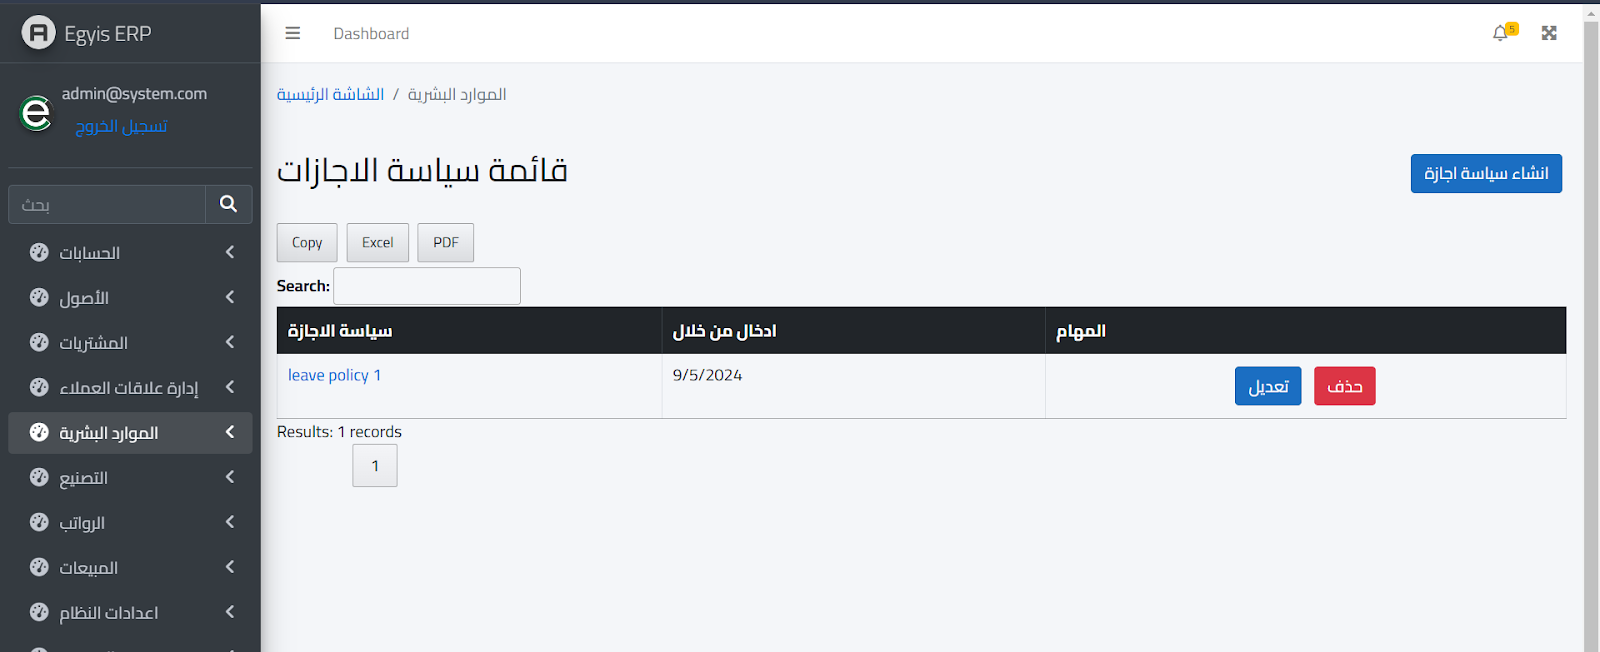 Egyis ERP
admin@system.com
تسجيل الخروج
بحث
الحسابات
الأصول
المشتريات
إدارة علاقات العملاء
الموارد البشرية
التصنيع
الرواتب
المبيعات
اعدادات النظام
Dashboard
5
الشاشة الرئيسية / الموارد البشرية
قائمة سياسة الاجازات
انشاء سياسة اجازة
Copy Excel PDF
Search:
سياسة الاجازة ادخال من خلال المهام
leave policy 1 9/5/2024 تعديل حذف
Results: 1 records
1